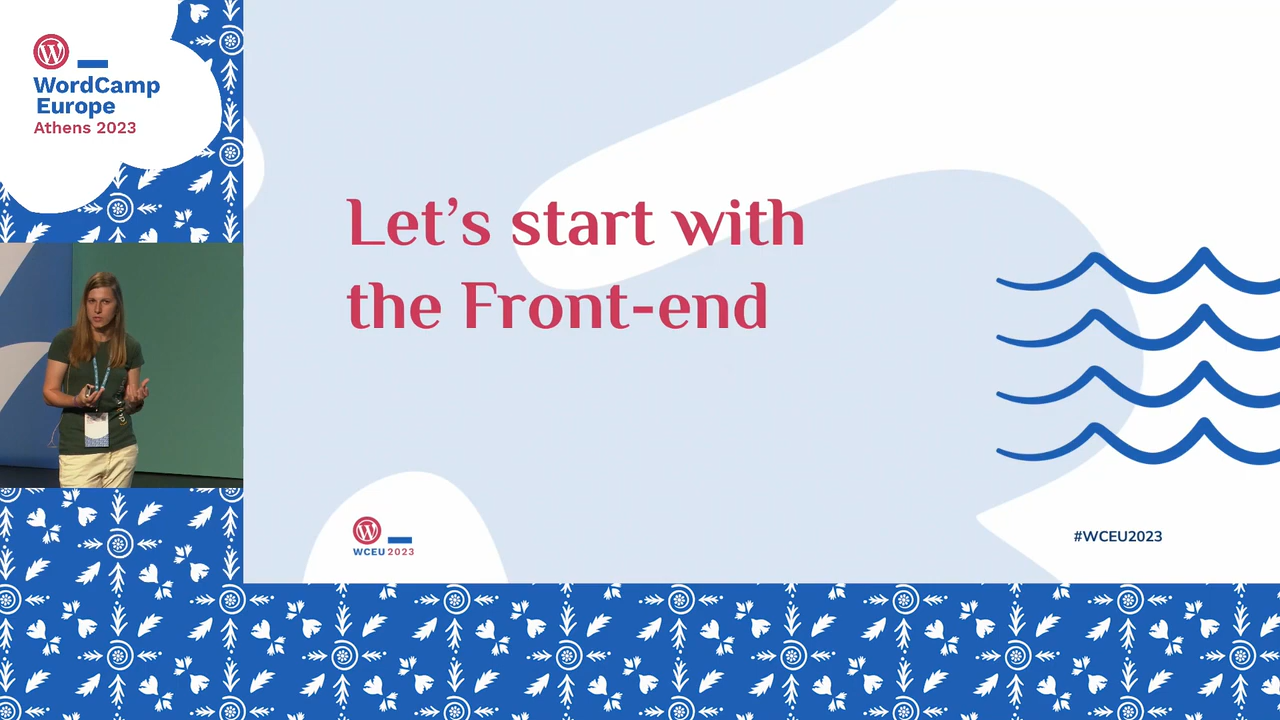 WordCamp
Europe
Athens 2023
Let's start with
the Front-end
WCEU 2023
#WCEU2023